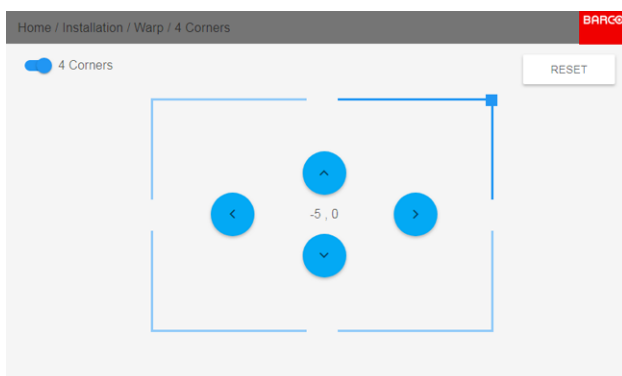 Home / Installation / Warp / 4 Corners
BARCO
4 Corners
RESET
-5 , 0